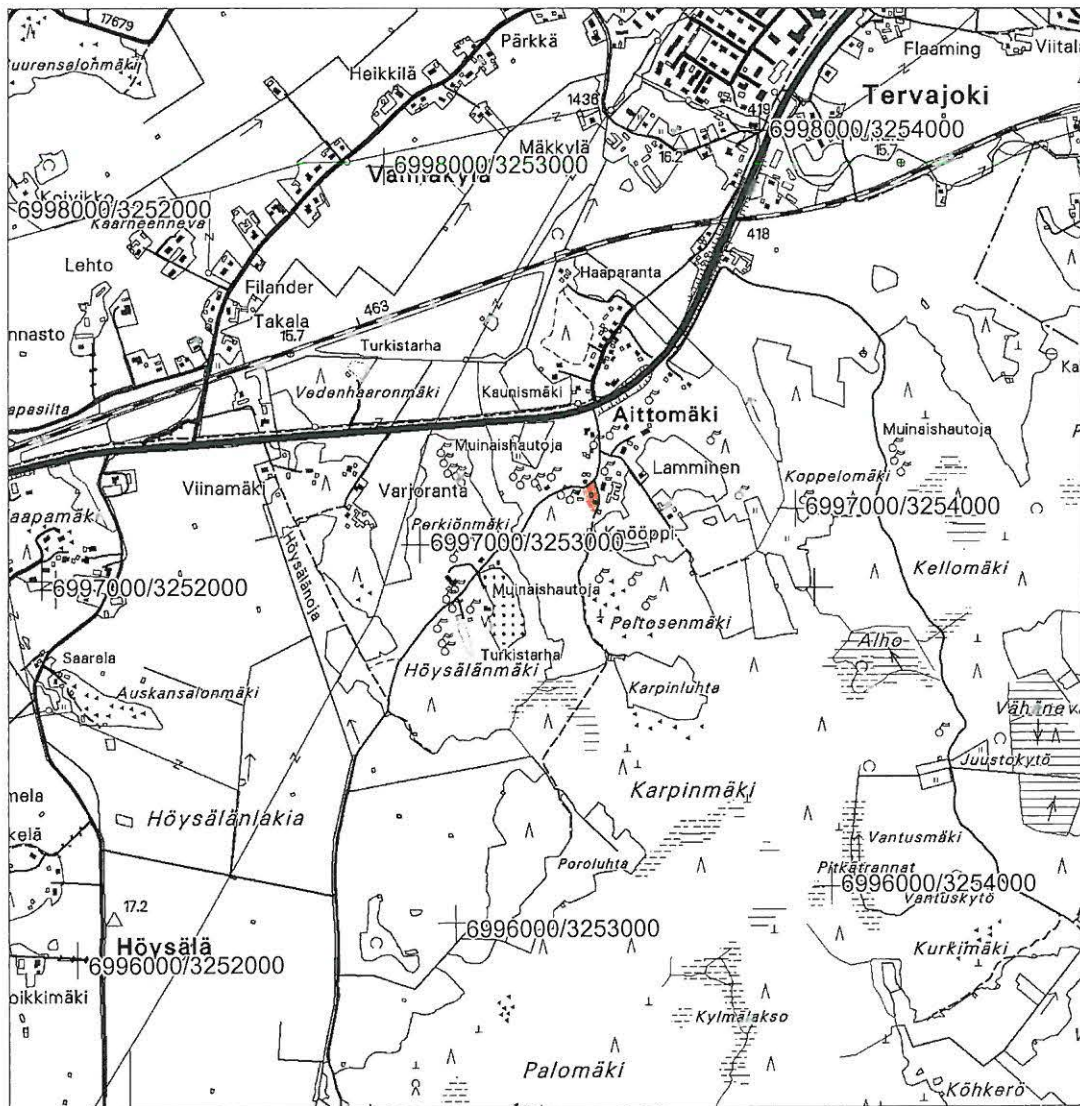 17679
Pärkkä
Flaaming
Heikkilä
1436
419
Tervajoki
6998000/3254000
Mäkkylä
16.2
15.7
6998000/3253000
6998000/3252000
Kaarneenneva
418
Lehto
Haaparanta
Filander
463
Takala
15.7
Turkistarha
Vedenhaaronmäki
Kaunismäki
Aittomäki
Muinaishautoja
Muinaishautoja
Lamminen
Viinamäki
Varjoranta
Koppelomäki
6997000/3254000
Perkiönmäki
6997000/3253000
Höysälänoja
Kellomäki
6997000/3252000
Muinaishautoja
Peltosenmäki
Alho
Saarela
Turkistarha
Höysälänmäki
Karpinluhta
Auskansalonmäki
Juustokytö
Karpinmäki
Höysälänlakia
Vantusmäki
Poroluhta
Pitkätrannat
6996000/3254000
Vantuskytö
17.2
6996000/3253000
Höysälä
Kurkimäki
6996000/3252000
Kylmälakso
Palomäki
Köhkerö